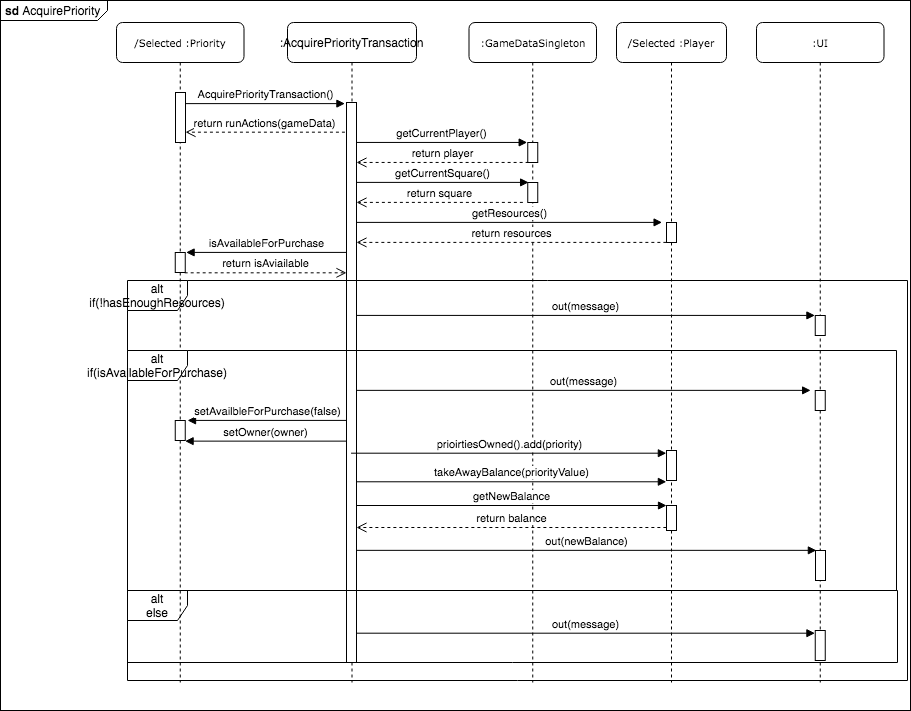 sd AcquirePriority
/Selected :Priority
:AcquirePriorityTransaction
:GameDataSingleton
/Selected :Player
:UI
AcquirePriorityTransaction()
return runActions(gameData)
getCurrentPlayer()
return player
getCurrentSquare()
return square
getResources()
return resources
isAvailableForPurchase
return isAviailable
alt
if(!hasEnoughResources)
out(message)
alt
if(isAvailableForPurchase)
out(message)
setAvailbleForPurchase(false)
setOwner(owner)
prioirtiesOwned().add(priority)
takeAwayBalance(priorityValue)
getNewBalance
return balance
out(newBalance)
alt
else
out(message)